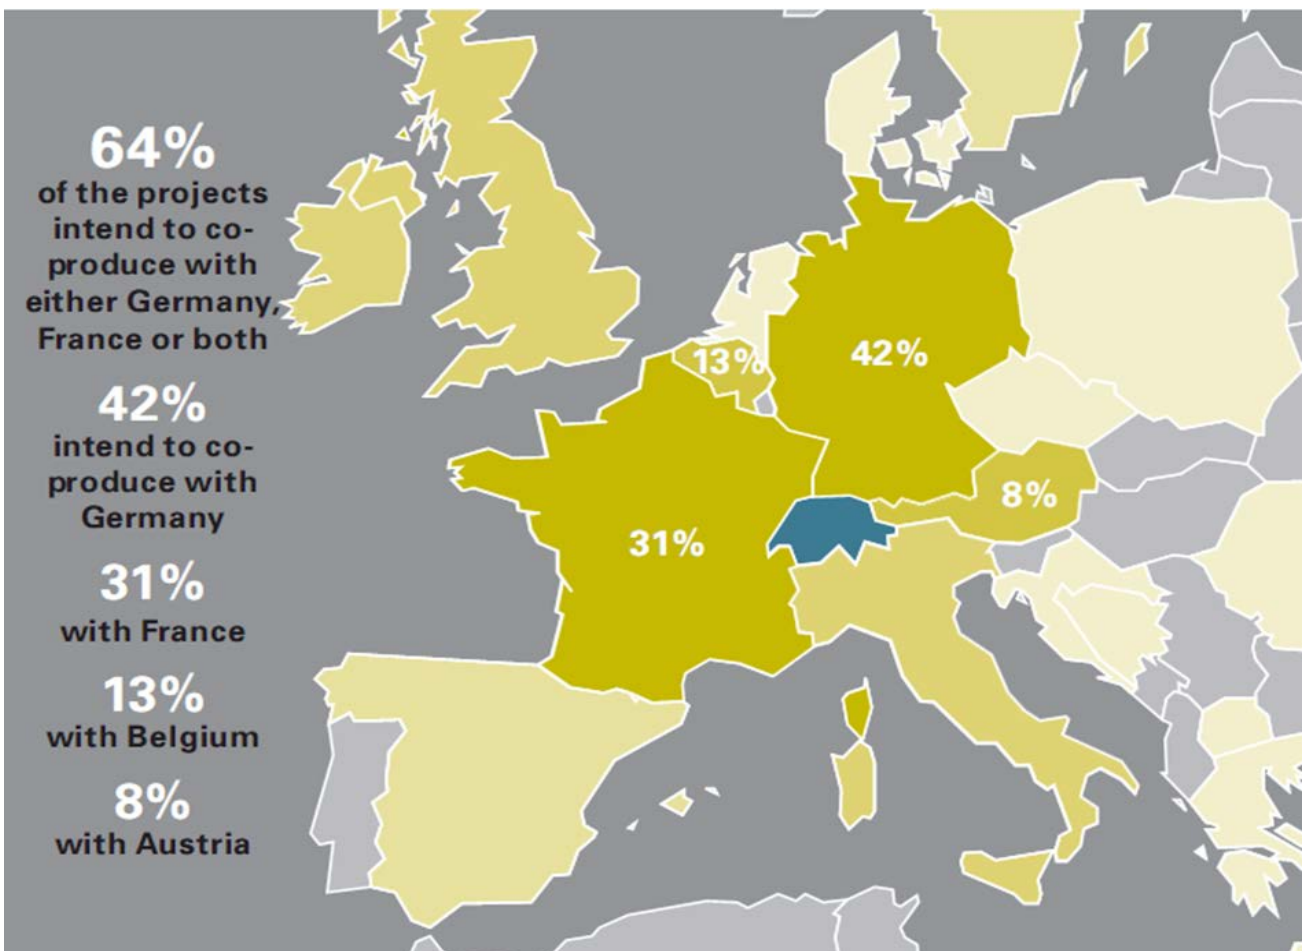 64%
of the projects
intend to co-
produce with
either Germany,
France or both
42%
intend to co-
produce with
Germany
31%
with France
13%
with Belgium
8%
with Austria
13%
42%
8%
31%